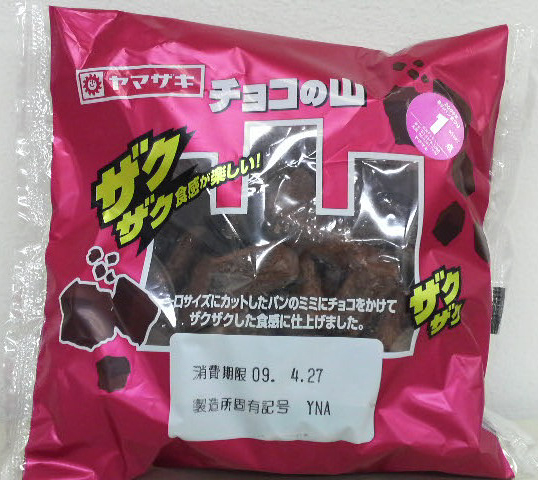 ヤマザキ
チョコの山
ザク
ザク食感が楽しい!
1
点
一口サイズにカットしたパンのミミにチョコをかけて
ザクザクした食感に仕上げました。
ザク
ザク
消費期限 09. 4.27
製造所固有記号 YNA